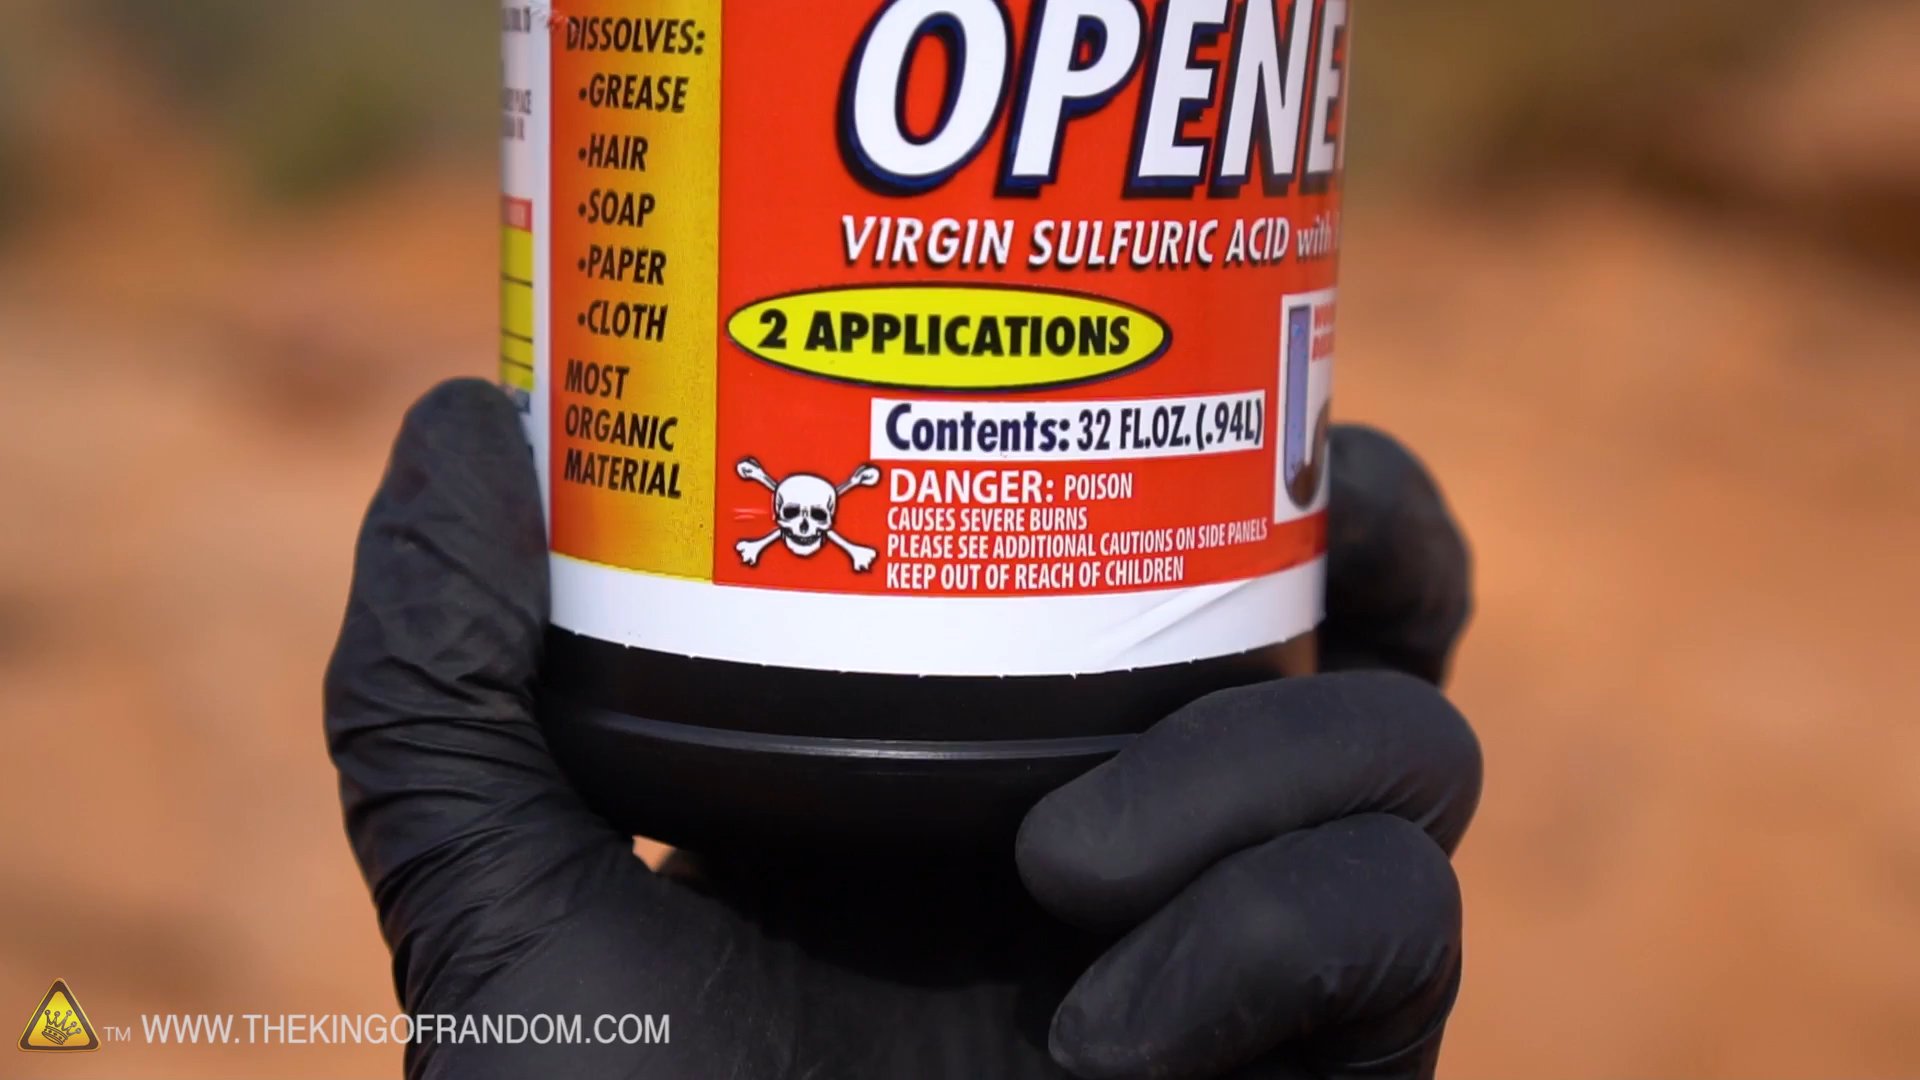 DISSOLVES:
•GREASE
•HAIR
•SOAP
•PAPER
•CLOTH
MOST
ORGANIC
MATERIAL
OPENE
VIRGIN SULFURIC ACID with
2 APPLICATIONS
Contents: 32 FL.OZ. (.94L)
DANGER: POISON
CAUSES SEVERE BURNS
PLEASE SEE ADDITIONAL CAUTIONS ON SIDE PANELS
KEEP OUT OF REACH OF CHILDREN
TM WWW.THEKINGOFRANDOM.COM